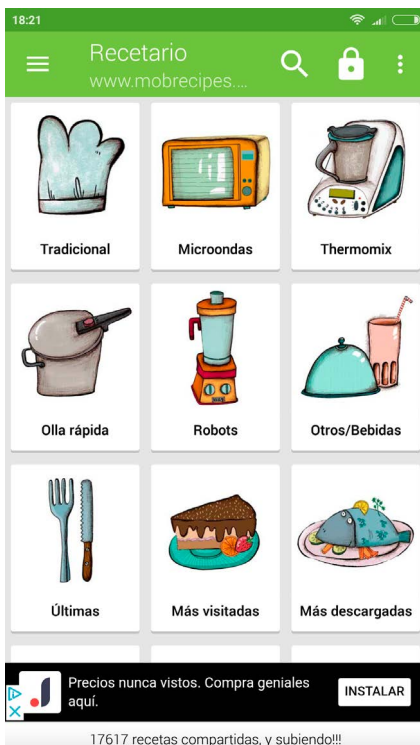 18:21
Recetario
www.mobrecipes....
Tradicional
Microondas
Thermomix
Olla rápida
Robots
Otros/Bebidas
Últimas
Más visitadas
Más descargadas
Precios nunca vistos. Compra geniales
aquí.
INSTALAR
17617 recetas compartidas, y subiendo!!!